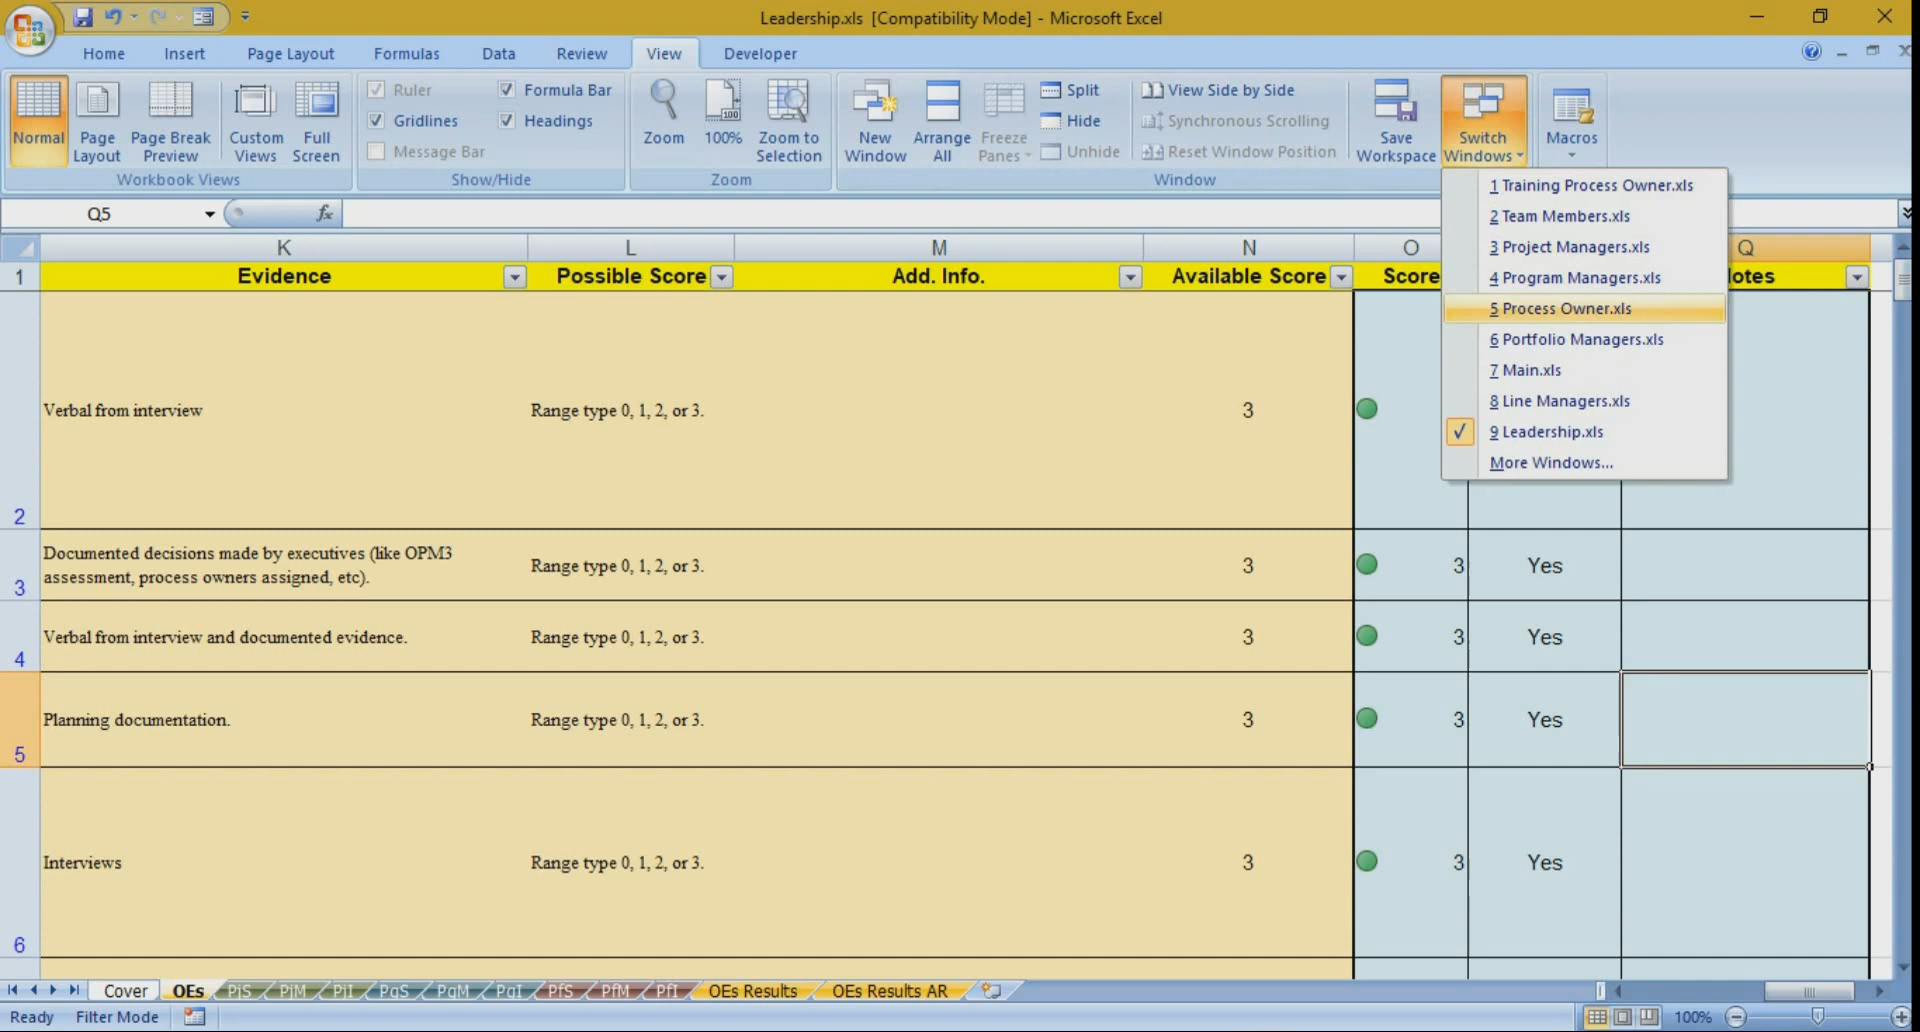 Leadership.xls [Compatibility Mode] - Microsoft Excel
Home Insert Page Layout Formulas Data Review View Developer
Normal Page Layout Page Break Preview Custom Views Full Screen
Workbook Views
Ruler Formula Bar
Gridlines Headings
Message Bar
Show/Hide
Zoom 100% Zoom to Selection
Zoom
New Window Arrange All Freeze Panes
Split
Hide
Unhide
View Side by Side
Synchronous Scrolling
Reset Window Position
Window
Save Workspace Switch Windows
Macros
1 Training Process Owner.xls
2 Team Members.xls
3 Project Managers.xls
4 Program Managers.xls
5 Process Owner.xls
6 Portfolio Managers.xls
7 Main.xls
8 Line Managers.xls
9 Leadership.xls
More Windows...
Q5 fx
K L M N O Q
1 Evidence Possible Score Add. Info. Available Score Score
2 Verbal from interview Range type 0, 1, 2, or 3. 3
3 Documented decisions made by executives (like OPM3
assessment, process owners assigned, etc). Range type 0, 1, 2, or 3. 3 3 Yes
4 Verbal from interview and documented evidence. Range type 0, 1, 2, or 3. 3 3 Yes
5 Planning documentation. Range type 0, 1, 2, or 3. 3 3 Yes
6 Interviews Range type 0, 1, 2, or 3. 3 3 Yes
Cover OEs PjS PjM PjI PgS PgM PgI PfS PfM PfI OEs Results OEs Results AR
Ready Filter Mode 100%